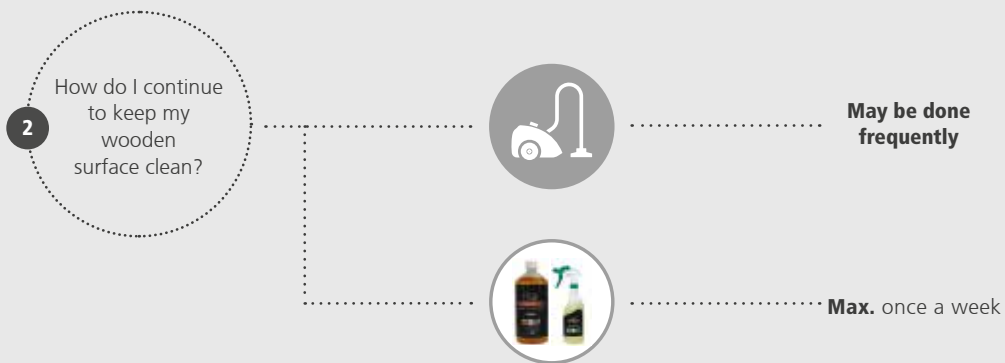 2
How do I continue
to keep my
wooden
surface clean?
May be done
frequently
Max. once a week